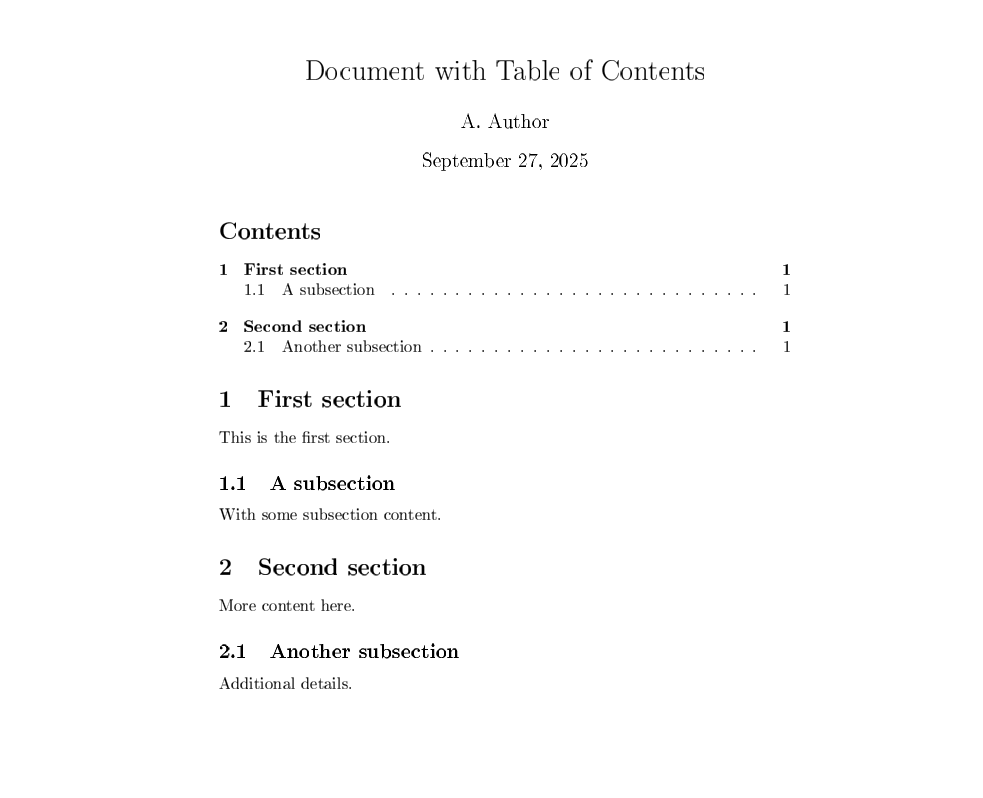 Document with Table of Contents
A. Author
September 27, 2025
Contents
1 First section 1
1.1 A subsection . . . . . . . . . . . . . . . . . . . . . . . . . . . . . 1
2 Second section 1
2.1 Another subsection . . . . . . . . . . . . . . . . . . . . . . . . . . 1
1 First section
This is the first section.
1.1 A subsection
With some subsection content.
2 Second section
More content here.
2.1 Another subsection
Additional details.